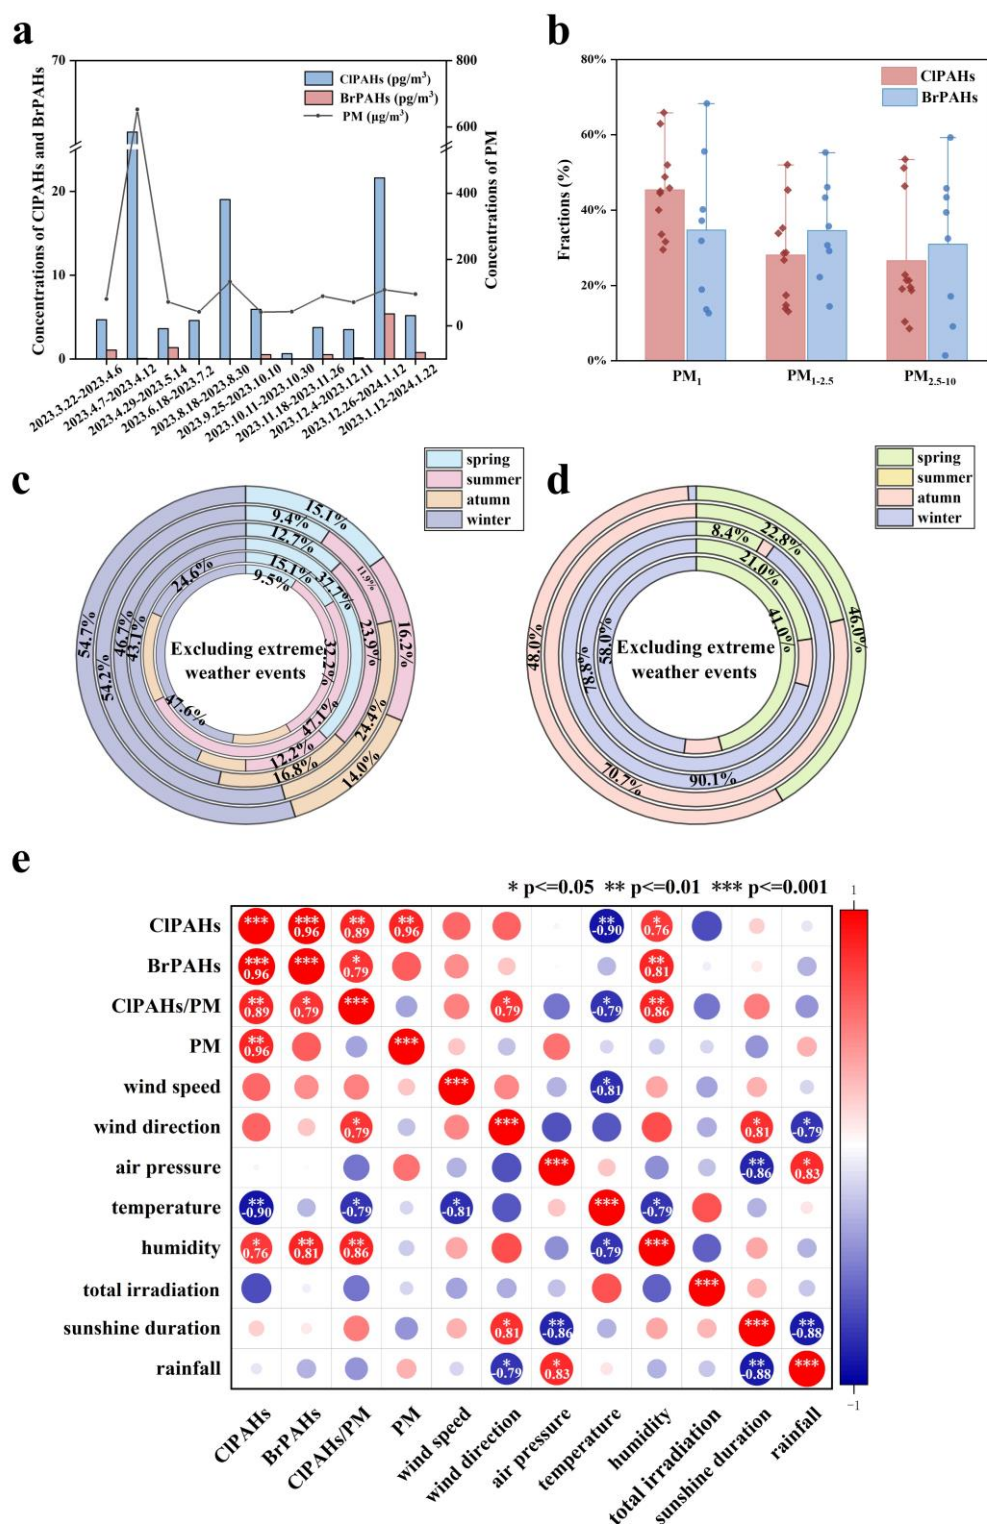 a
70
20
10
0
Concentrations of ClPAHs and BrPAHs
ClPAHs (pg/m³)
BrPAHs (pg/m³)
PM (μg/m³)
800
600
400
200
0
Concentrations of PM
2023.3.22-2023.4.6
2023.4.7-2023.4.12
2023.4.29-2023.5.14
2023.6.18-2023.7.2
2023.8.18-2023.8.30
2023.9.25-2023.10.10
2023.10.11-2023.10.30
2023.11.18-2023.11.26
2023.12.4-2023.12.11
2023.12.26-2024.1.12
2023.1.12-2024.1.22
b
80%
60%
40%
20%
0%
Fractions (%)
ClPAHs
BrPAHs
PM₁
PM₁₋₂.₅
PM₂.₅₋₁₀
c
spring
summer
atumn
winter
15.1%
9.4%
12.7%
15.1%
37.7%
9.5%
11.9%
24.6%
16.2%
23.9%
32.2%
54.7%
46.7%
43.1%
54.2%
47.6%
47.1%
12.2%
24.4%
16.8%
14.0%
Excluding extreme
weather events
d
spring
summer
atumn
winter
22.8%
8.4%
21.0%
41.0%
46.0%
48.0%
58.0%
78.8%
70.7%
90.1%
Excluding extreme
weather events
e
* p<=0.05 ** p<=0.01 *** p<=0.001
ClPAHs *** *** 0.96 ** 0.89 ** 0.96 ** -0.90 * 0.76
BrPAHs *** 0.96 *** * 0.79 ** 0.81
ClPAHs/PM ** 0.89 * 0.79 *** * 0.79 * -0.79 ** 0.86
PM ** 0.96 ***
wind speed *** * -0.81
wind direction * 0.79 *** * 0.81 * -0.79
air pressure *** ** -0.86 * 0.83
temperature ** -0.90 * -0.79 * -0.81 *** * -0.79
humidity * 0.76 ** 0.81 ** 0.86 * -0.79 ***
total irradiation ***
sunshine duration * 0.81 ** -0.86 *** ** -0.88
rainfall * -0.79 * 0.83 ** -0.88 ***
1
-1
ClPAHs
BrPAHs
ClPAHs/PM
PM
wind speed
wind direction
air pressure
temperature
humidity
total irradiation
sunshine duration
rainfall